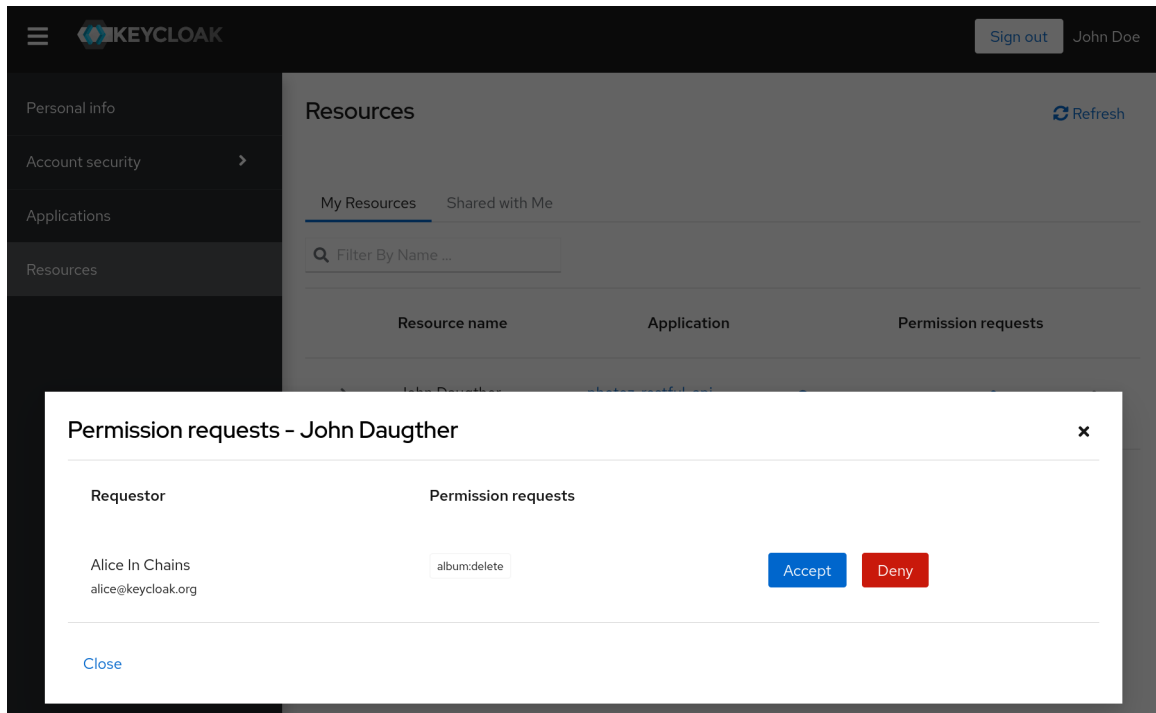 KEYCLOAK
Sign out
John Doe
Personal info
Account security
Applications
Resources
Resources
Refresh
My Resources
Shared with Me
Filter By Name ...
Resource name Application Permission requests
Permission requests - John Daugther
Requestor Permission requests
Alice In Chains album:delete Accept Deny
alice@keycloak.org
Close